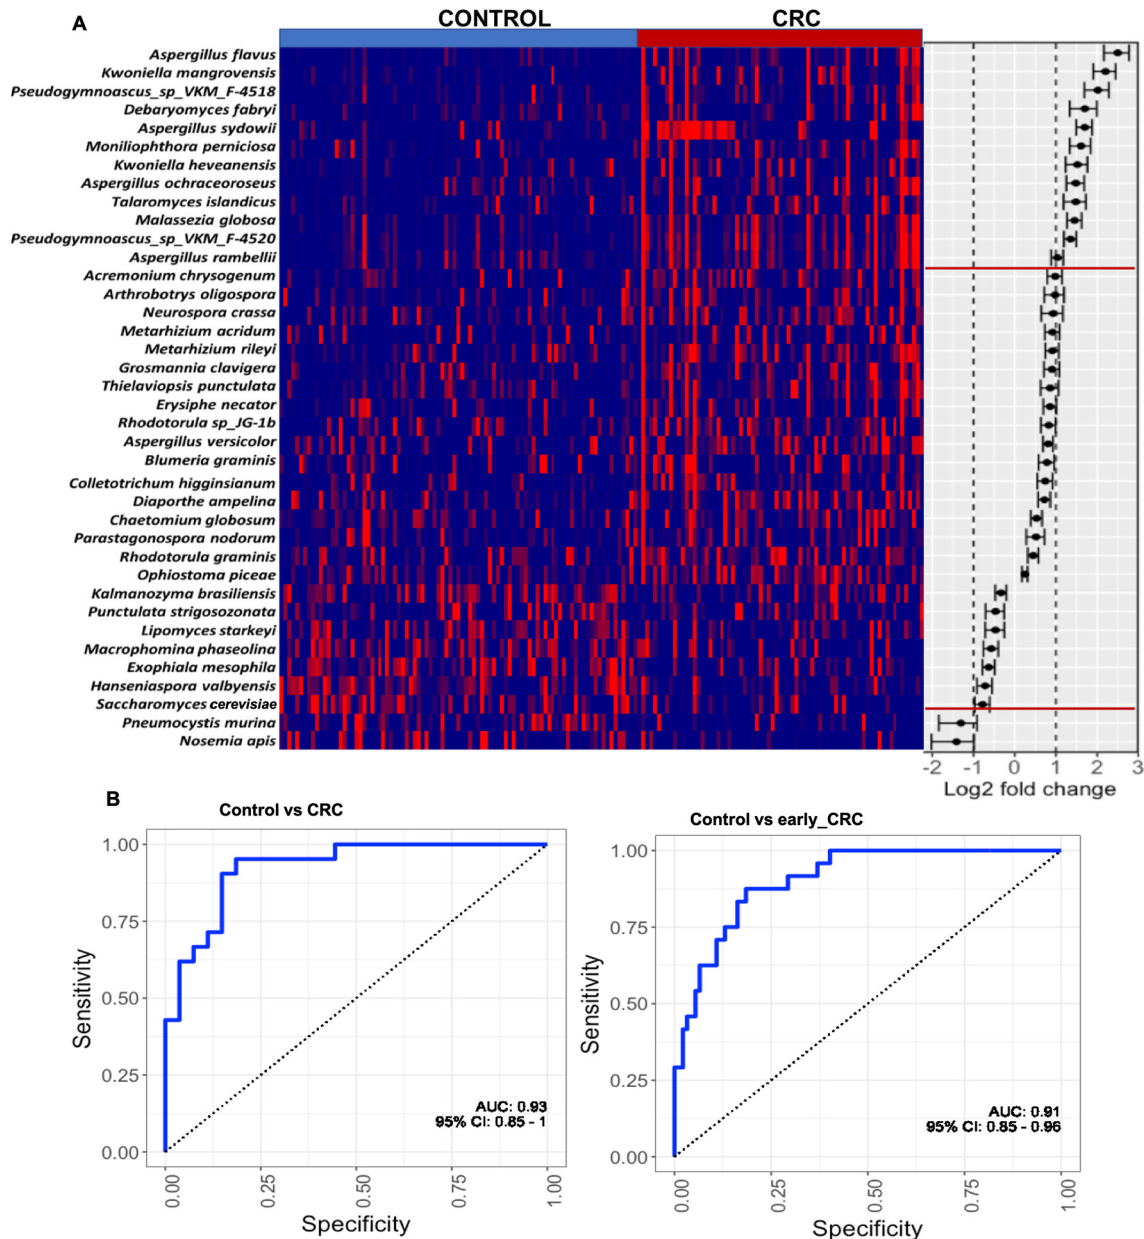 A
CONTROL
CRC
Aspergillus flavus
Kwoniella mangrovensis
Pseudogymnoascus_sp_VKM_F-4518
Debaryomyces fabryi
Aspergillus sydowii
Moniliophthora perniciosa
Kwoniella heveanensis
Aspergillus ochraceoroseus
Talaromyces islandicus
Malassezia globosa
Pseudogymnoascus_sp_VKM_F-4520
Aspergillus rambellii
Acremonium chrysogenum
Arthrobotrys oligospora
Neurospora crassa
Metarhizium acridum
Metarhizium rileyi
Grosmannia clavigera
Thielaviopsis punctulata
Erysiphe necator
Rhodotorula sp_JG-1b
Aspergillus versicolor
Blumeria graminis
Colletotrichum higginsianum
Diaporthe ampelina
Chaetomium globosum
Parastagonospora nodorum
Rhodotorula graminis
Ophiostoma piceae
Kalmanozyma brasiliensis
Punctulata strigosozonata
Lipomyces starkeyi
Macrophomina phaseolina
Exophiala mesophila
Hanseniaspora valbyensis
Saccharomyces cerevisiae
Pneumocystis murina
Nosemia apis
-2 -1 0 1 2 3
Log2 fold change
B
Control vs CRC
1.00
0.75
0.50
0.25
0.00
Sensitivity
AUC: 0.93
95% CI: 0.85 - 1
0.00 0.25 0.50 0.75 1.00
Specificity
Control vs early_CRC
1.00
0.75
0.50
0.25
0.00
Sensitivity
AUC: 0.91
95% CI: 0.85 - 0.96
0.00 0.25 0.50 0.75 1.00
Specificity